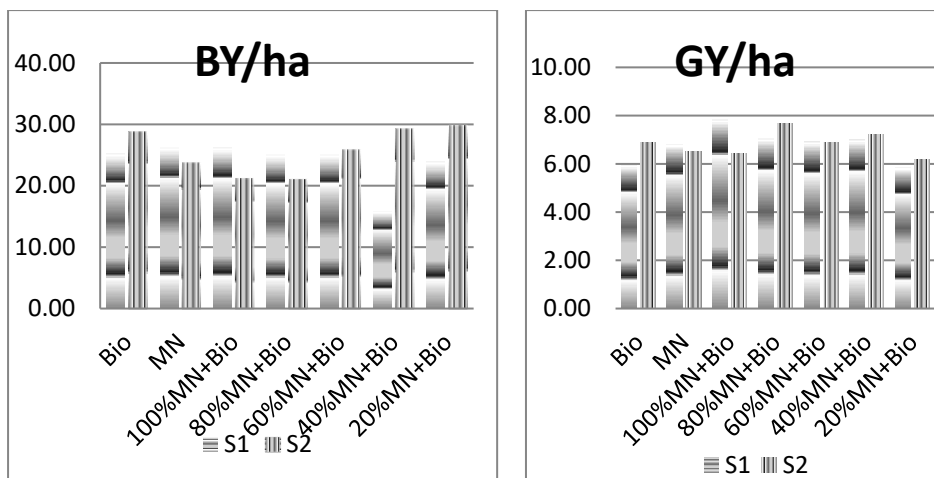 BY/ha
40.00
30.00
20.00
10.00
0.00
Bio
MN
100%MN+Bio
80%MN+Bio
60%MN+Bio
40%MN+Bio
20%MN+Bio
S1 S2
GY/ha
10.00
8.00
6.00
4.00
2.00
0.00
Bio
MN
100%MN+Bio
80%MN+Bio
60%MN+Bio
40%MN+Bio
20%MN+Bio
S1 S2